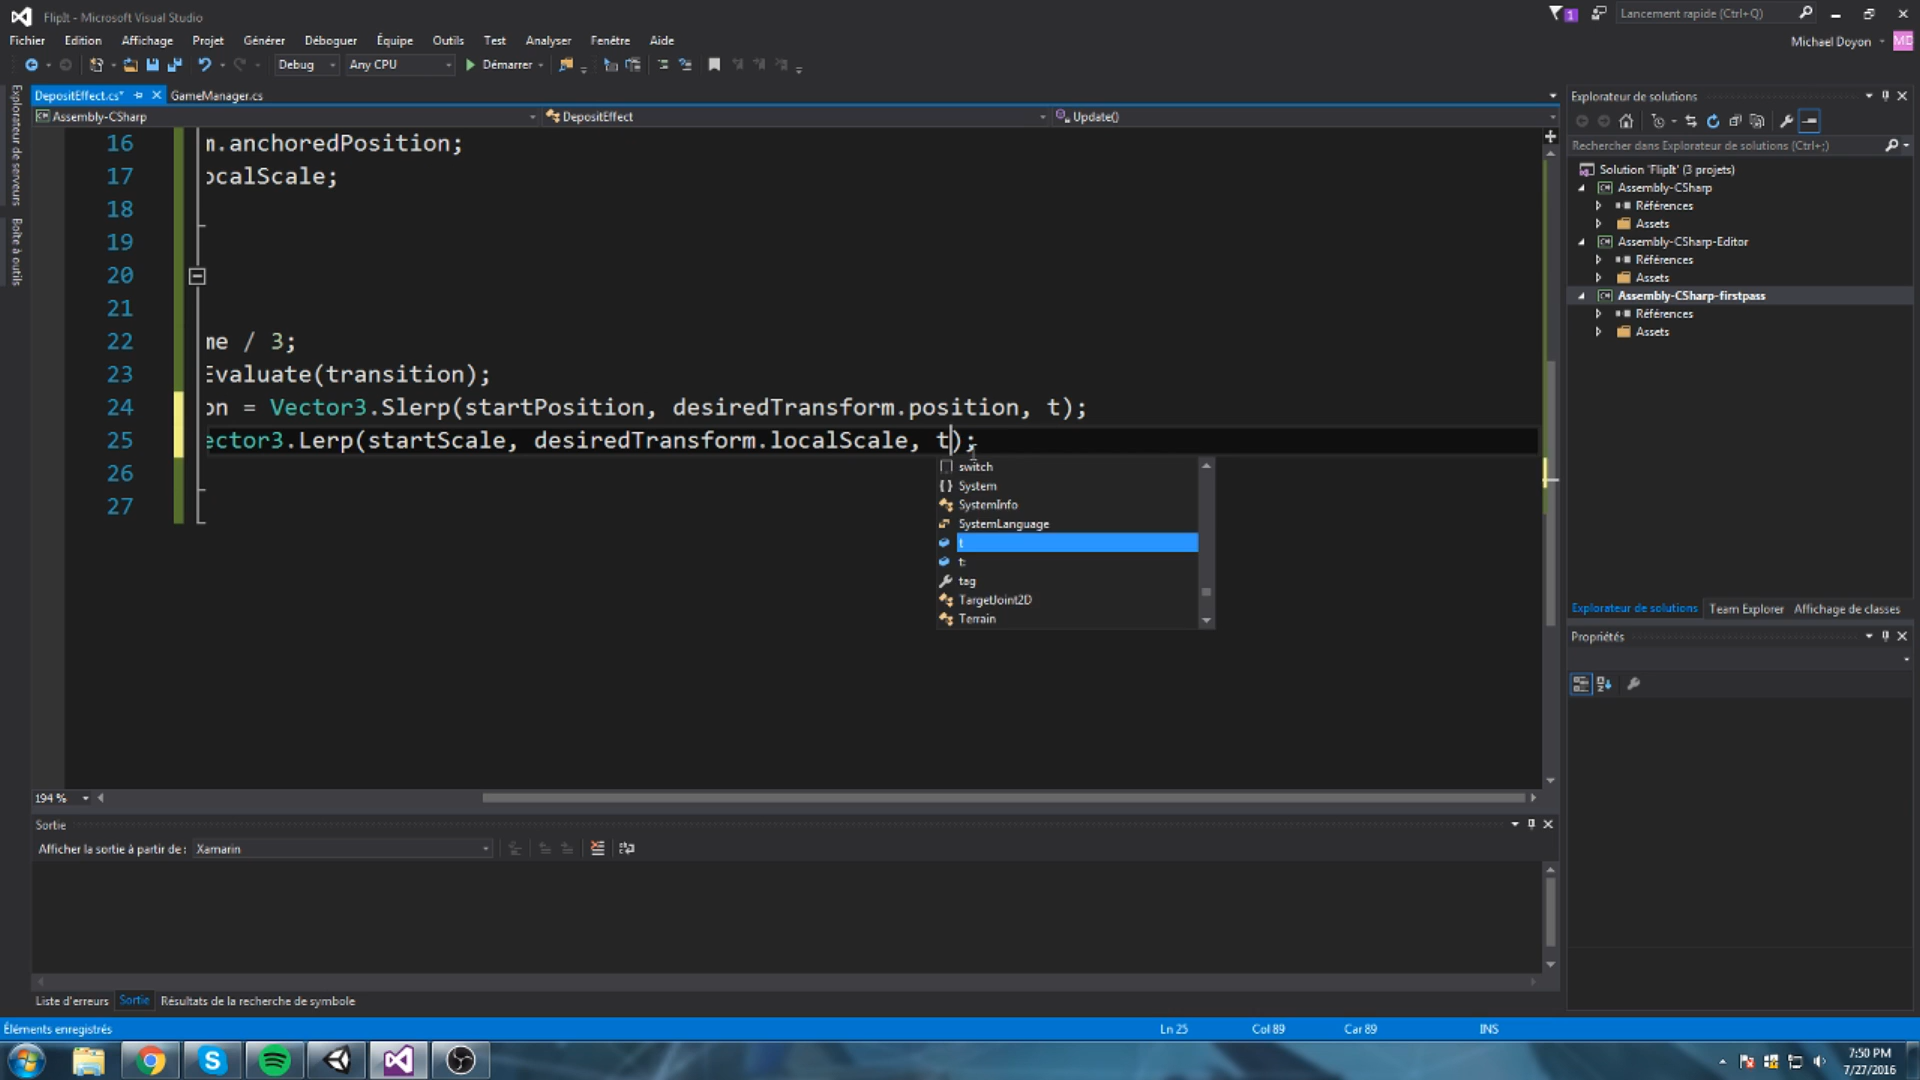 FlipIt - Microsoft Visual Studio
1
Lancement rapide (Ctrl+Q)
Fichier Edition Affichage Projet Générer Déboguer Équipe Outils Test Analyser Fenêtre Aide
Michael Doyon
MD
Debug Any CPU Démarrer
DepositEffect.cs* GameManager.cs
Assembly-CSharp DepositEffect Update()
16 m.anchoredPosition;
17 ocalScale;
18
19
20
21
22 me / 3;
23 Evaluate(transition);
24 on = Vector3.Slerp(startPosition, desiredTransform.position, t);
25 ector3.Lerp(startScale, desiredTransform.localScale, t);
26
27
switch
System
SystemInfo
SystemLanguage
t
t:
tag
TargetJoint2D
Terrain
194 %
Explorateur de serveurs
Boîte à outils
Explorateur de solutions
Rechercher dans Explorateur de solutions (Ctrl+;)
Solution 'FlipIt' (3 projets)
Assembly-CSharp
Références
Assets
Assembly-CSharp-Editor
Références
Assets
Assembly-CSharp-firstpass
Références
Assets
Explorateur de solutions Team Explorer Affichage de classes
Propriétés
Sortie
Afficher la sortie à partir de : Xamarin
Liste d'erreurs Sortie Résultats de la recherche de symbole
Éléments enregistrés Ln 25 Col 89 Car 89 INS
7:50 PM
7/27/2016